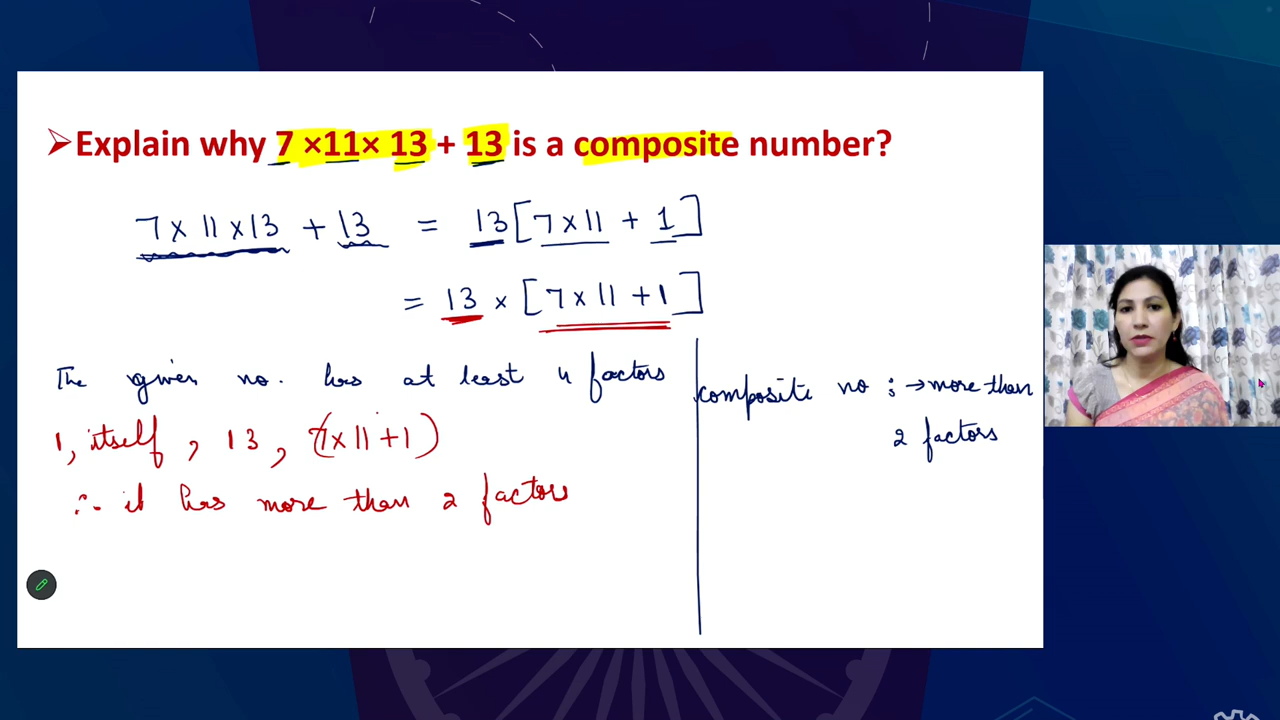 ➢Explain why 7 ×11× 13 + 13 is a composite number?
7 x 11 x 13 + 13 = 13 [7 x 11 + 1]
= 13 x [7 x 11 + 1]
The given no. has at least 4 factors
1, itself, 13, (7x 11 +1)
∴ it has more than 2 factors
composite no ; → more than
2 factors